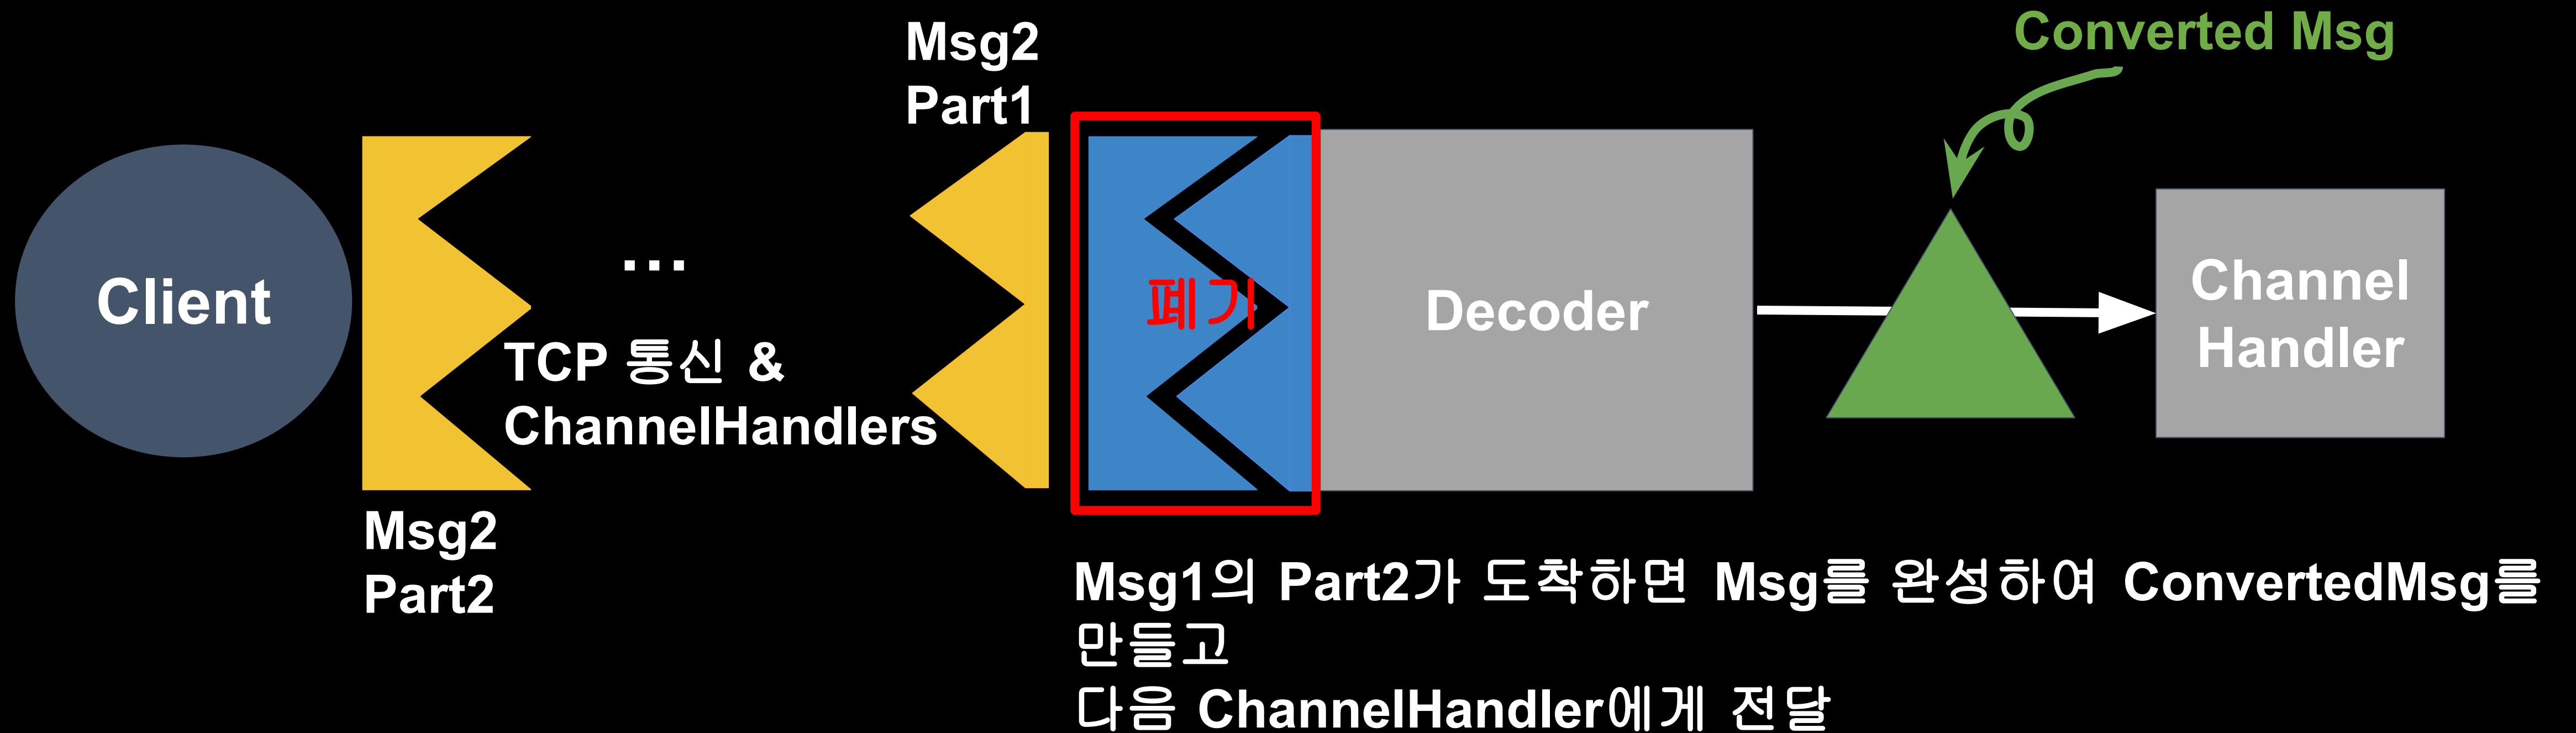 Converted Msg
Msg2
Part1
Client
...
TCP 통신 &
ChannelHandlers
폐기
Decoder
Channel
Handler
Msg2
Part2
Msg1의 Part2가 도착하면 Msg를 완성하여 ConvertedMsg를
만들고
다음 ChannelHandler에게 전달